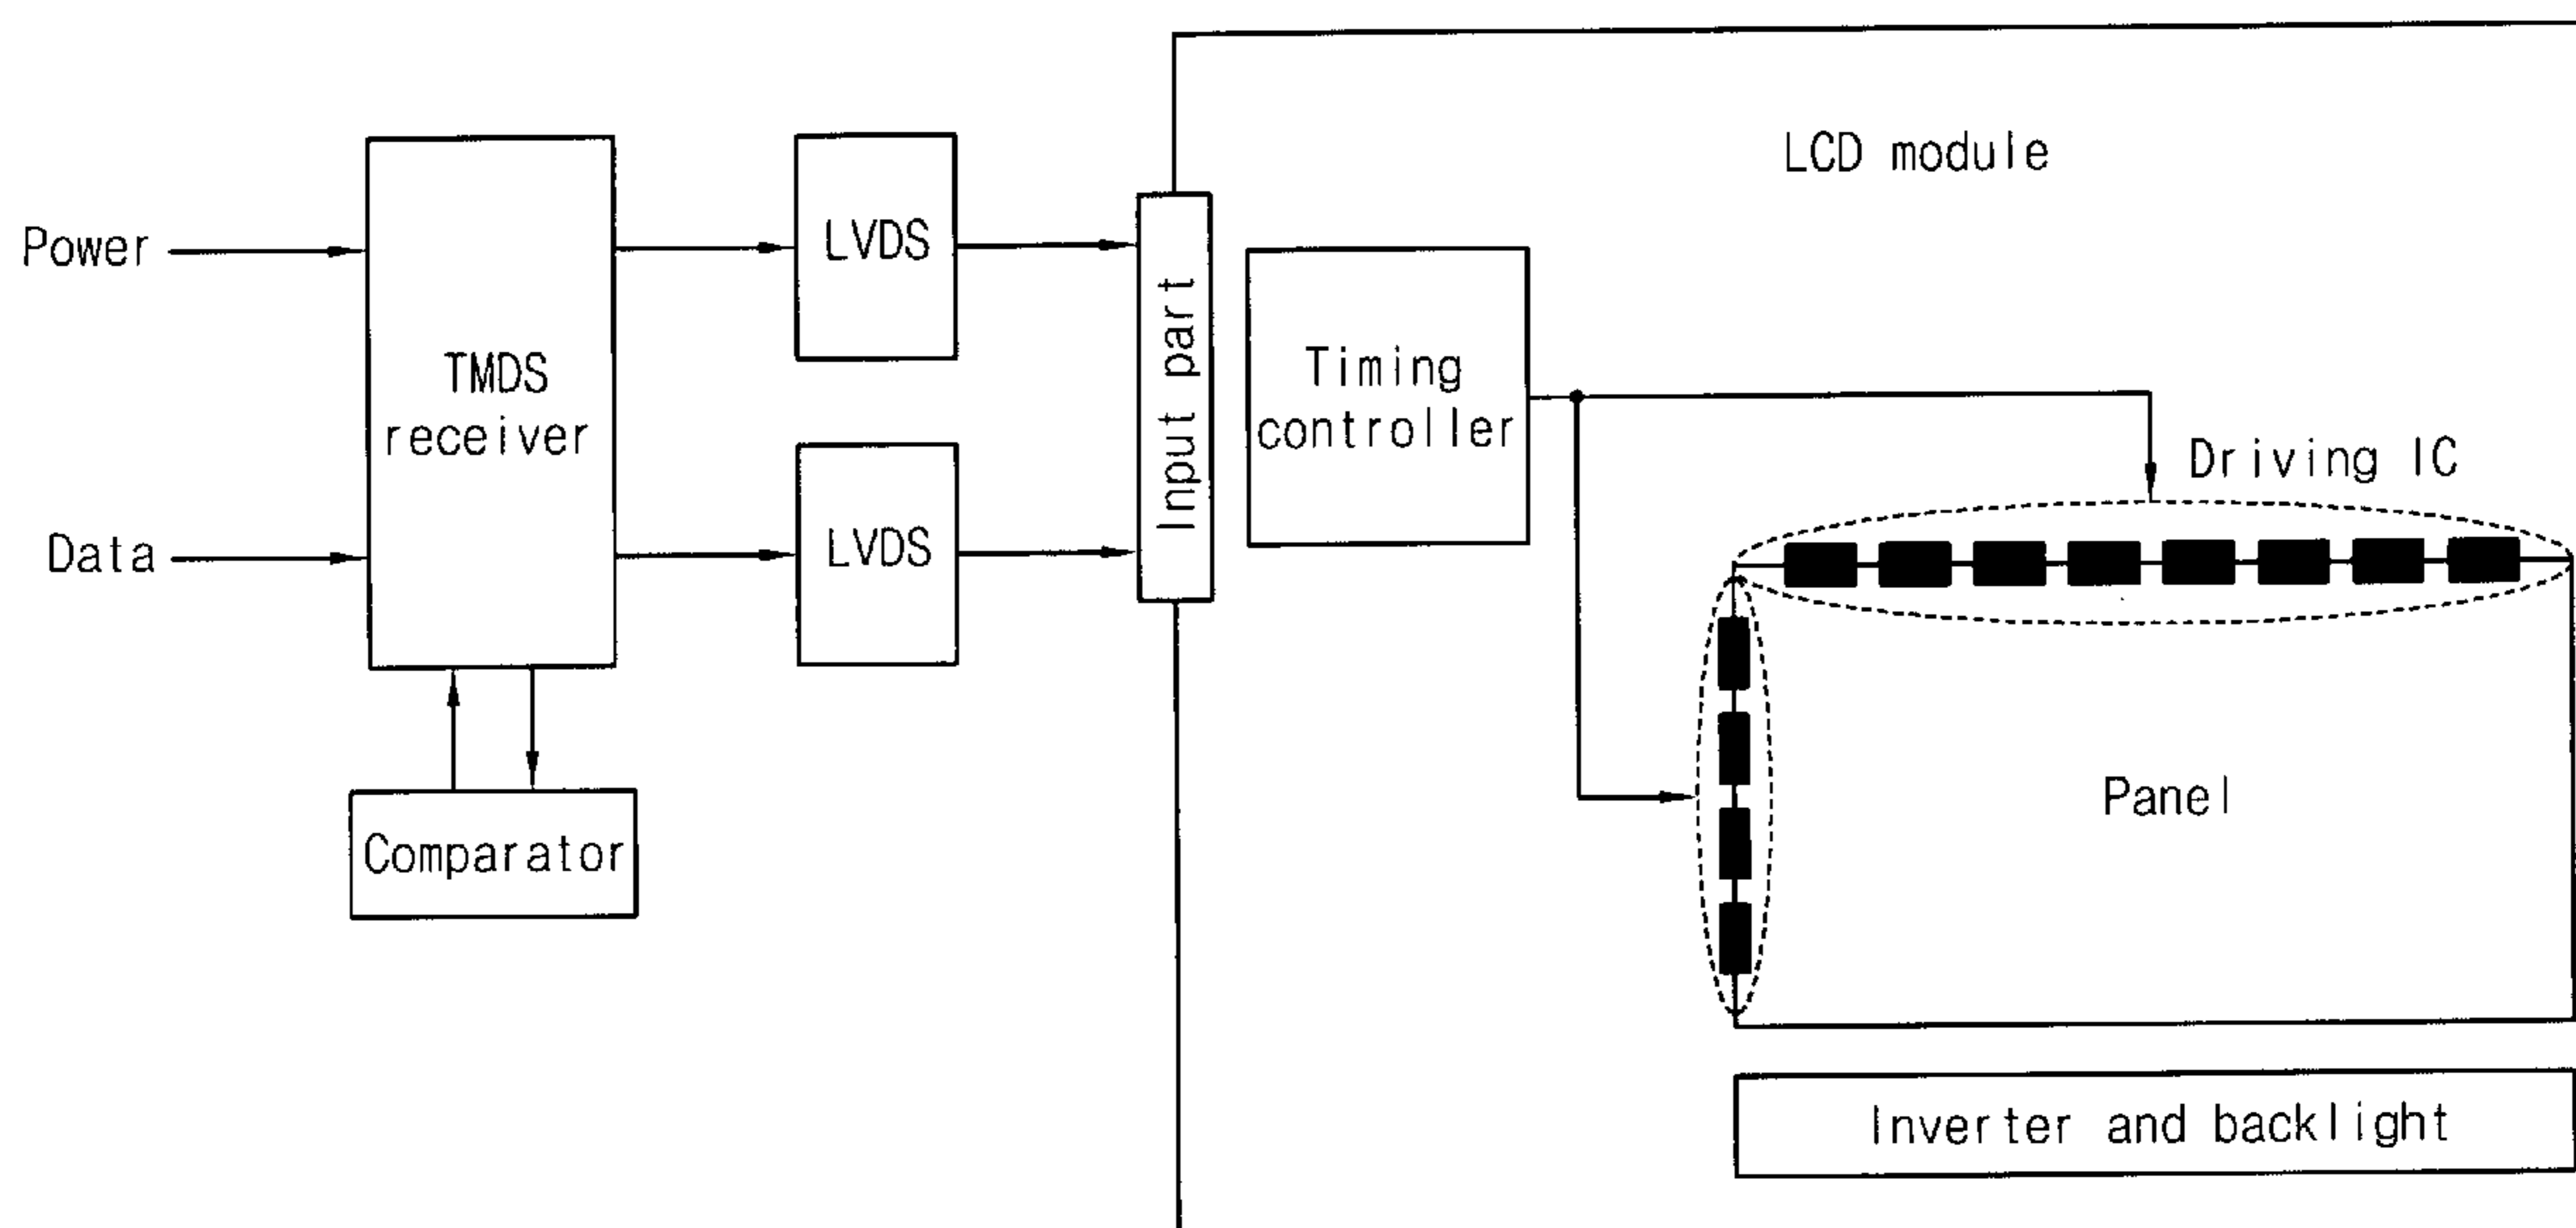 LCD module
Power
LVDS
Input part
Timing
controller
TMDS
receiver
Driving IC
Data
LVDS
Panel
Comparator
Inverter and backlight